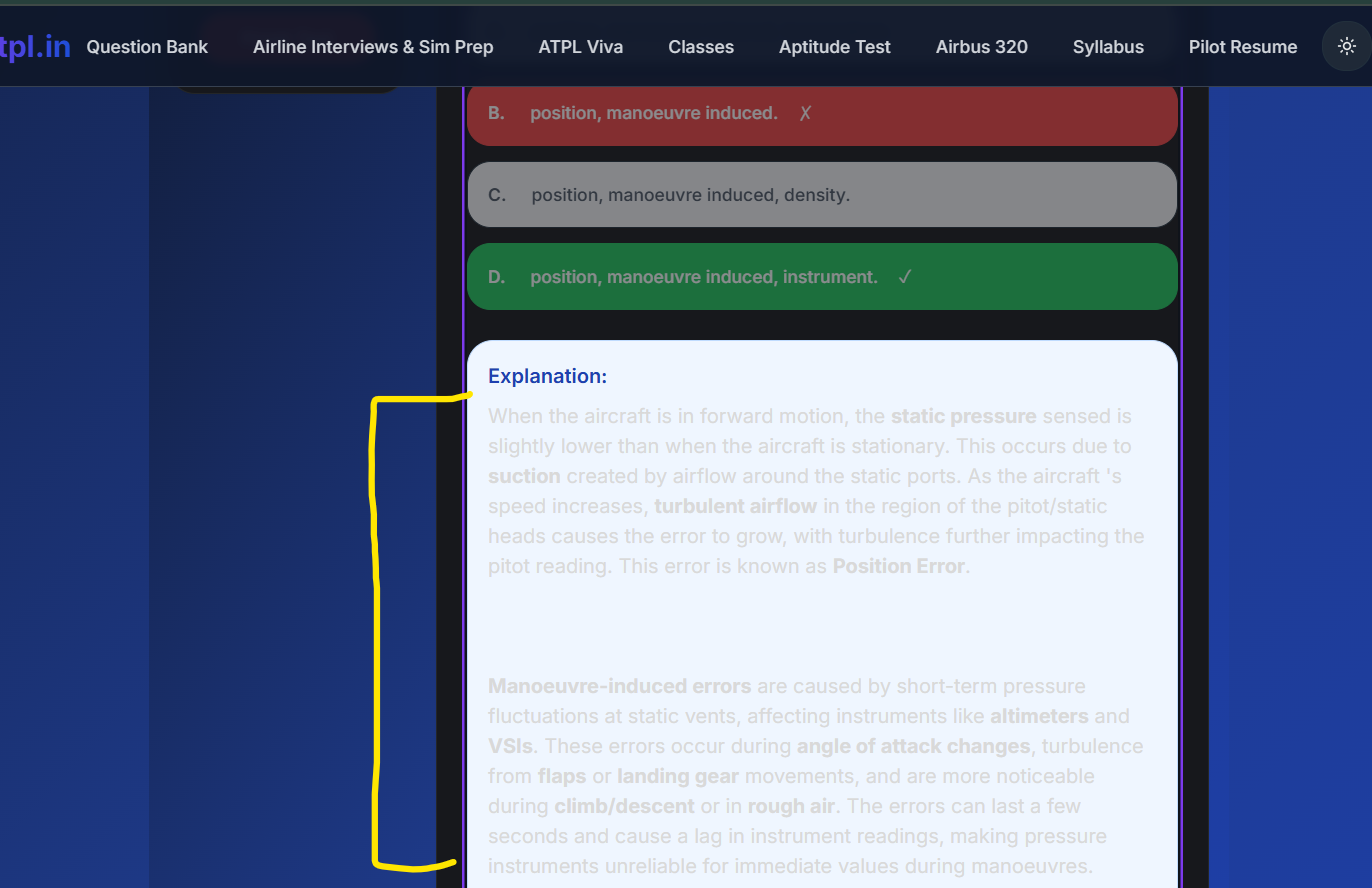 tpl.in Question Bank Airline Interviews & Sim Prep ATPL Viva Classes Aptitude Test Airbus 320 Syllabus Pilot Resume
B. position, manoeuvre induced. ✗
C. position, manoeuvre induced, density.
D. position, manoeuvre induced, instrument. ✓
Explanation:
When the aircraft is in forward motion, the static pressure sensed is
slightly lower than when the aircraft is stationary. This occurs due to
suction created by airflow around the static ports. As the aircraft 's
speed increases, turbulent airflow in the region of the pitot/static
heads causes the error to grow, with turbulence further impacting the
pitot reading. This error is known as Position Error.
Manoeuvre-induced errors are caused by short-term pressure
fluctuations at static vents, affecting instruments like altimeters and
VSIs. These errors occur during angle of attack changes, turbulence
from flaps or landing gear movements, and are more noticeable
during climb/descent or in rough air. The errors can last a few
seconds and cause a lag in instrument readings, making pressure
instruments unreliable for immediate values during manoeuvres.